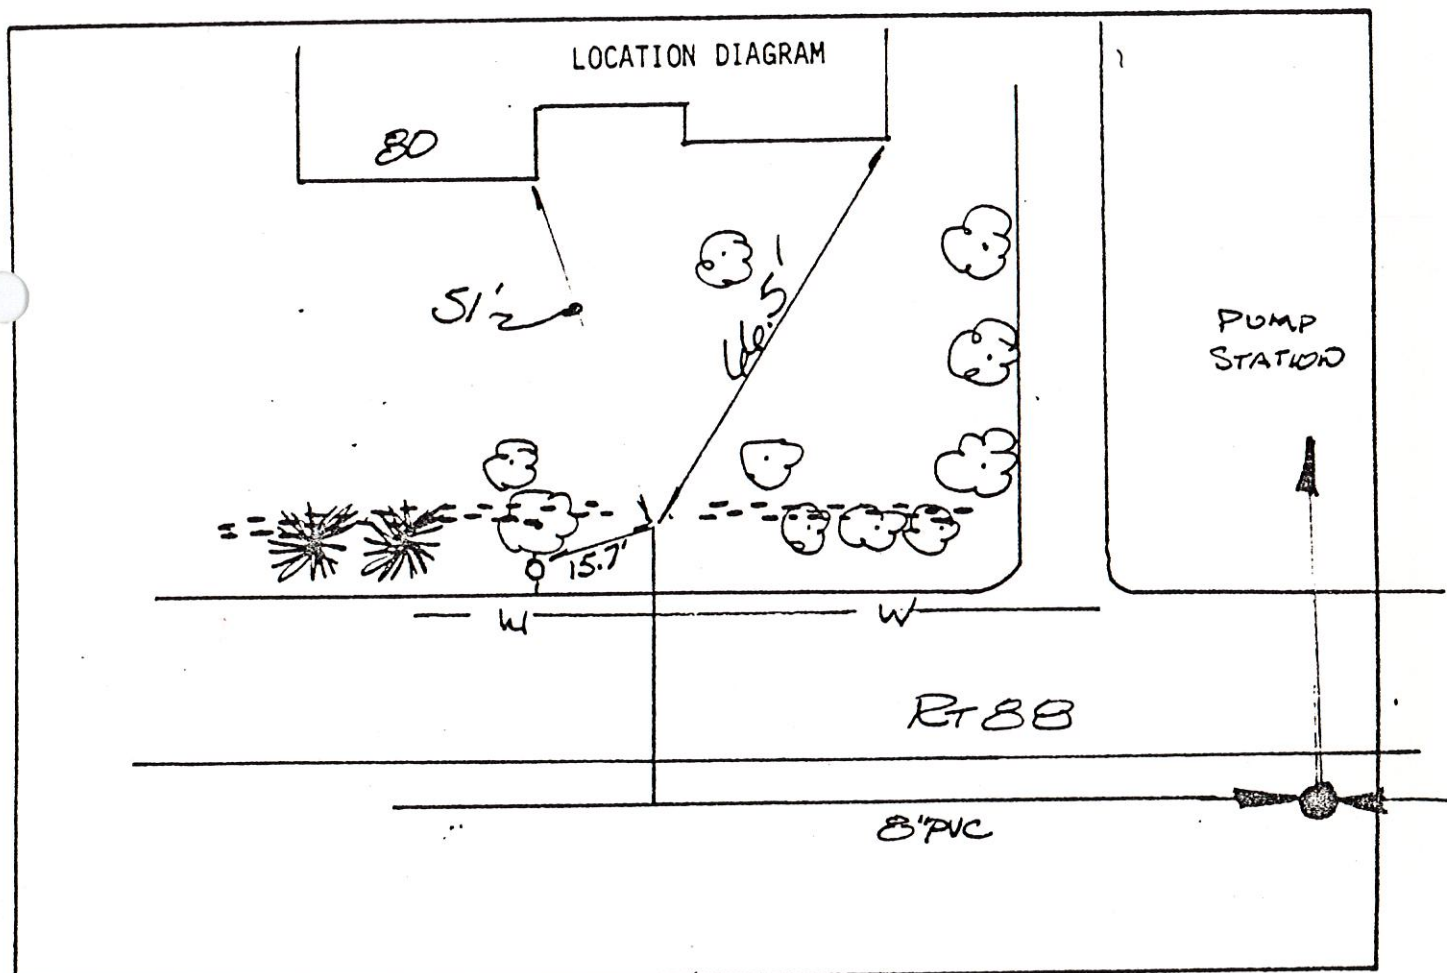 LOCATION DIAGRAM
80
51'
66.5'
PUMP
STATION
15.7'
W W
RT 88
8" PVC